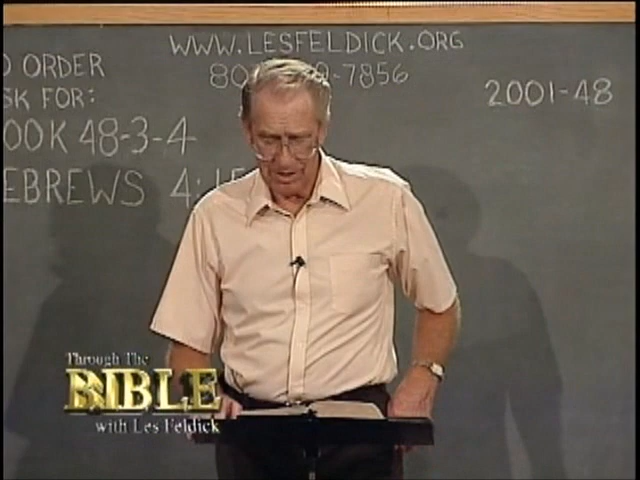 WWW.LESFELDICK.ORG
O ORDER
SK FOR:
-7856
2001-48
OOK 48-3-4
EBREWS 4:
Through The
BIBLE
with Les Feldick